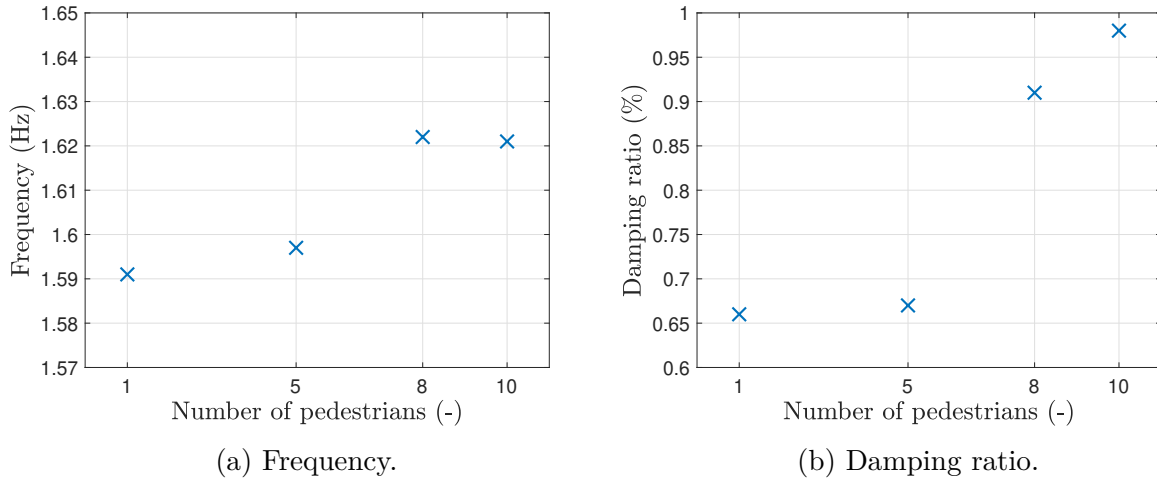 1.65
1.64
1.63
1.62
1.61
1.6
1.59
1.58
1.57
Frequency (Hz)
1 5 8 10
Number of pedestrians (-)
(a) Frequency.
1
0.95
0.9
0.85
0.8
0.75
0.7
0.65
0.6
Damping ratio (%)
1 5 8 10
Number of pedestrians (-)
(b) Damping ratio.